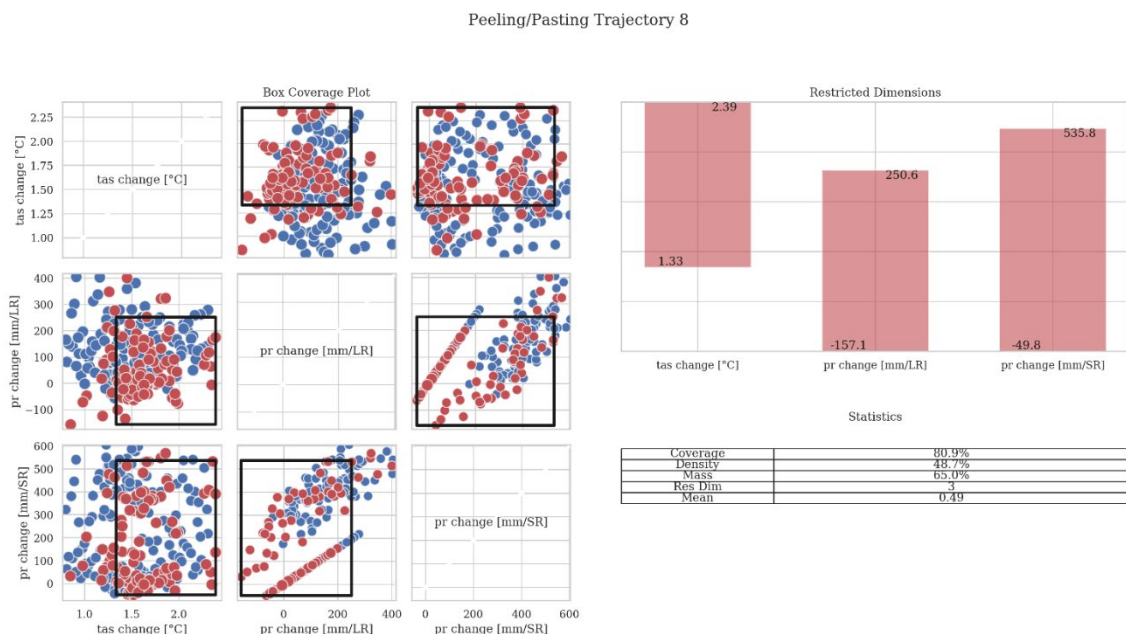 Peeling/Pasting Trajectory 8
Box Coverage Plot
2.25
2.00
1.75
1.50
1.25
1.00
tas change [°C]
tas change [°C]
400
300
200
100
0
−100
pr change [mm/LR]
pr change [mm/LR]
600
500
400
300
200
100
0
pr change [mm/SR]
pr change [mm/SR]
1.0 1.5 2.0
tas change [°C]
0 200 400
pr change [mm/LR]
0 200 400 600
pr change [mm/SR]
Restricted Dimensions
2.39
535.8
250.6
1.33
-157.1
-49.8
tas change [°C] pr change [mm/LR] pr change [mm/SR]
Statistics
Coverage 80.9%
Density 48.7%
Mass 65.0%
Res Dim 3
Mean 0.49